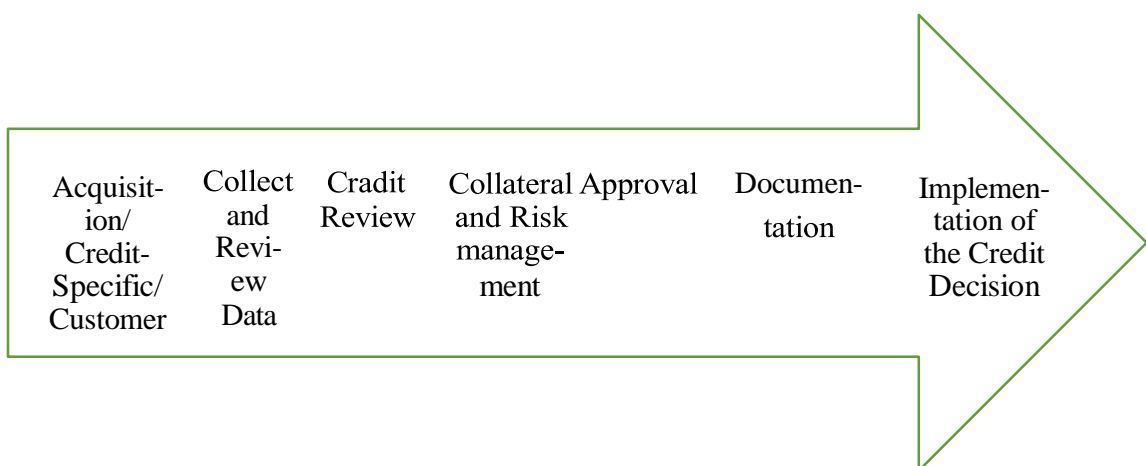 Acquisit-
ion/
Credit-
Specific/
Customer
Collect
and
Revi-
ew
Data
Cradit
Review
Collateral
and Risk
manage-
ment
Approval
Documen-
tation
Implemen-
tation of
the Credit
Decision